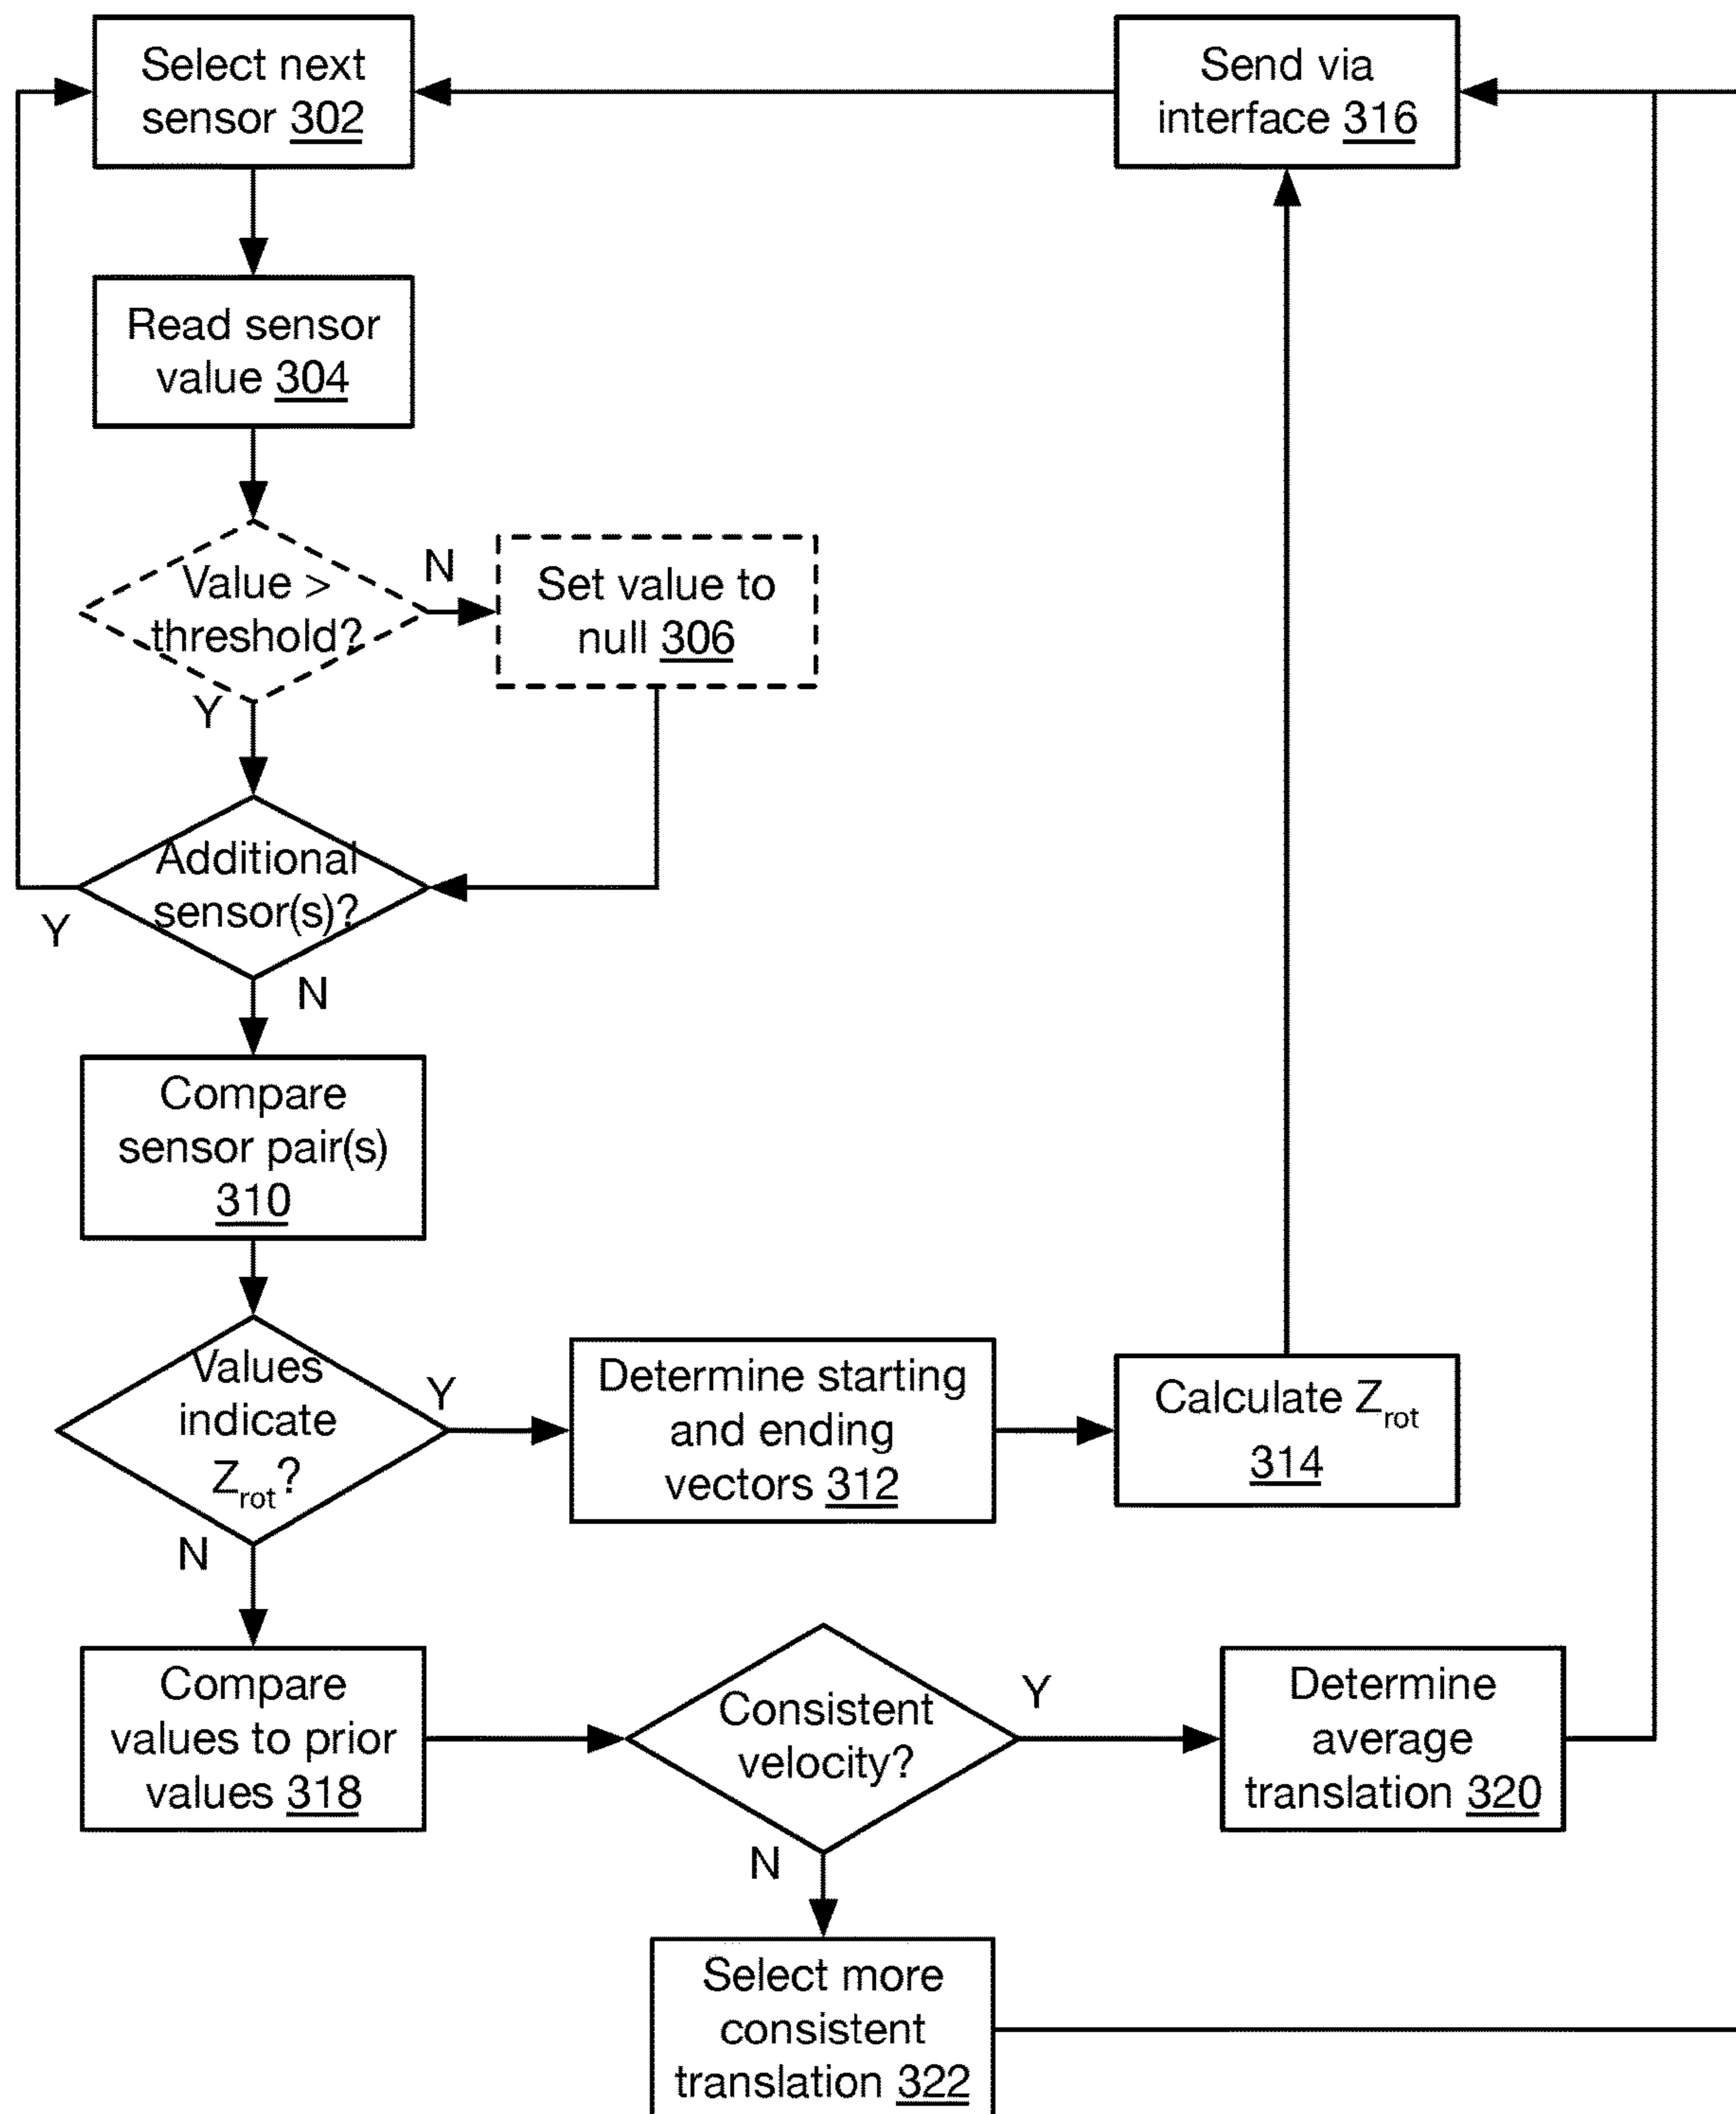 Select next
sensor 302
Send via
interface 316
Read sensor
value 304
Value >
threshold?
N
Set value to
null 306
Y
Additional
sensor(s)?
Y
N
Compare
sensor pair(s)
310
Values
indicate
Zrot?
Y
Determine starting
and ending
vectors 312
Calculate Zrot
314
N
Compare
values to prior
values 318
Consistent
velocity?
Y
Determine
average
translation 320
N
Select more
consistent
translation 322